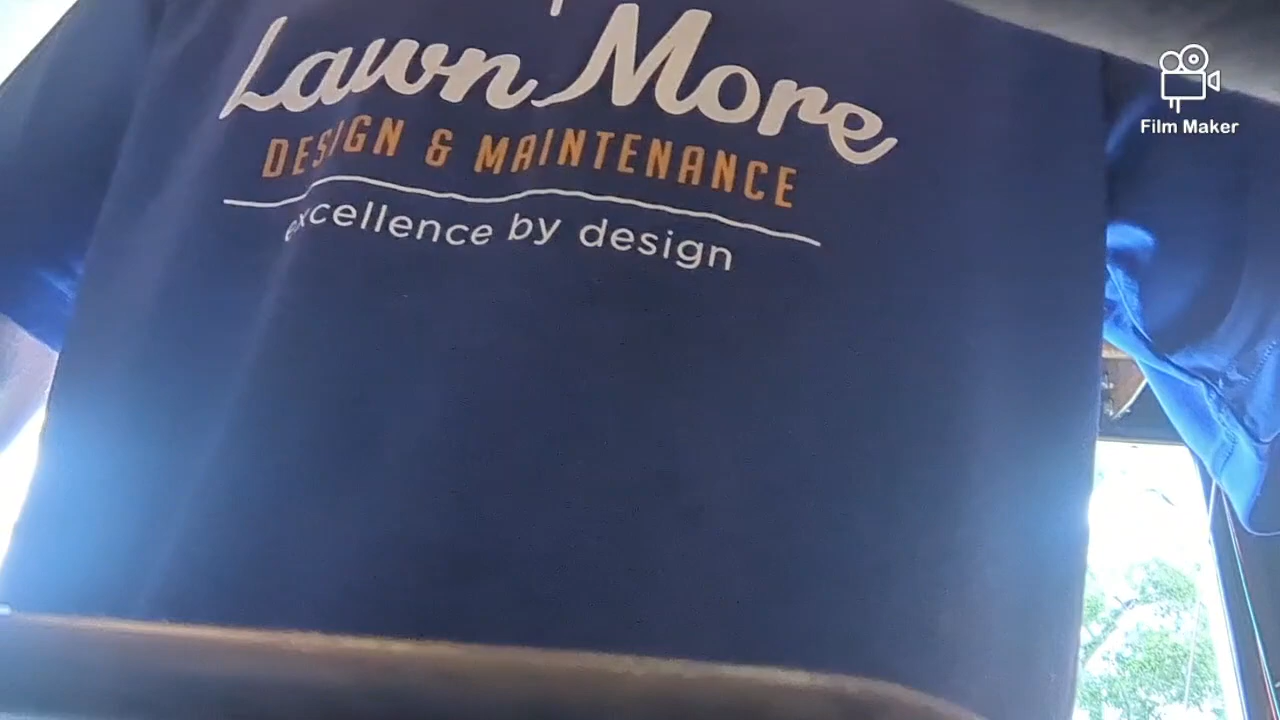 Lawn More
DESIGN & MAINTENANCE
excellence by design
Film Maker